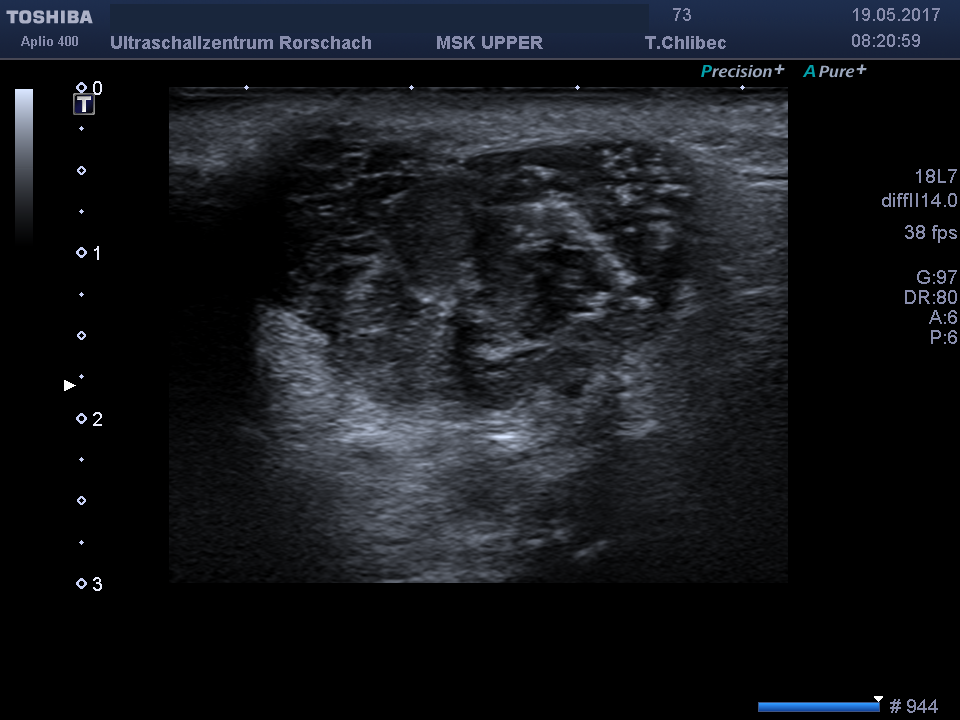 TOSHIBA 73 19.05.2017
Aplio 400 Ultraschallzentrum Rorschach MSK UPPER T.Chlibec 08:20:59
Precision+ APure+
0
T
1
2
3
18L7
diffII14.0
38 fps
G:97
DR:80
A:6
P:6
# 944